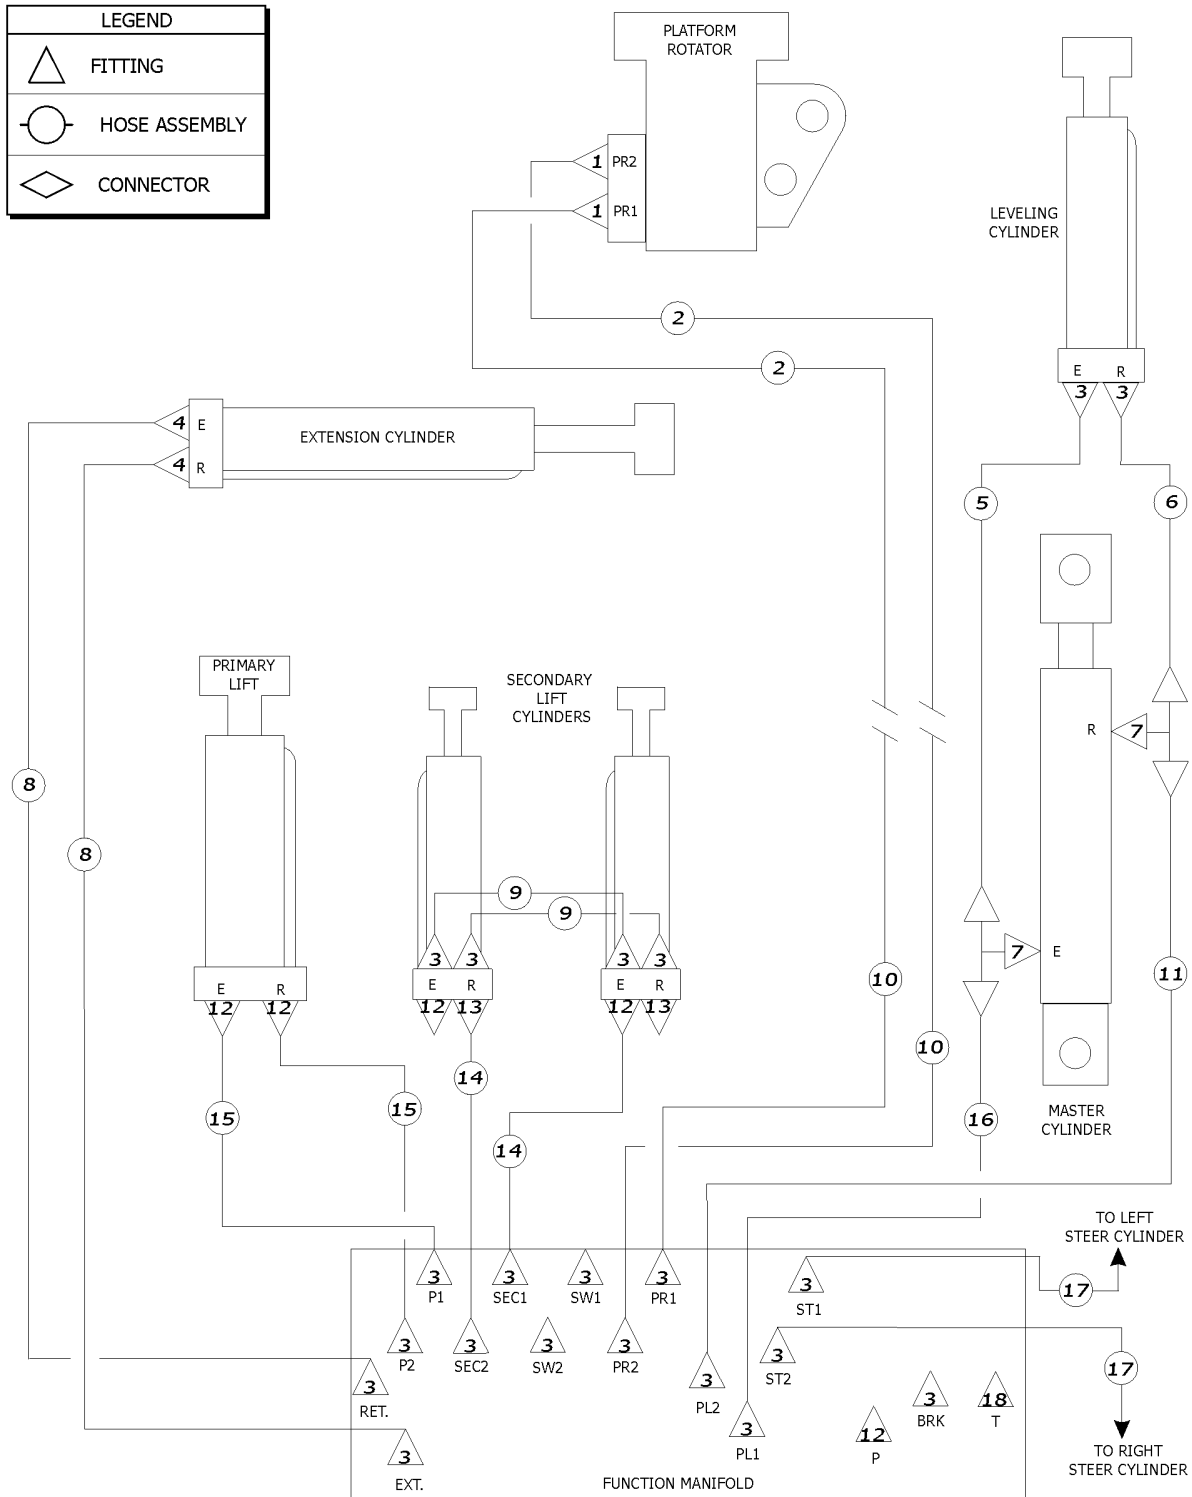 LEGEND
FITTING
HOSE ASSEMBLY
CONNECTOR
PLATFORM
ROTATOR
1 PR2
1 PR1
LEVELING
CYLINDER
2
2
E R
3 3
4 E
EXTENSION CYLINDER
4 R
5
6
PRIMARY
LIFT
SECONDARY
LIFT
CYLINDERS
R 7
8
8
9
9
7 E
3 3 3 3
E R
E R
E R
12 12
12 13
12 13
10
11
10
14
15
15
14
16
MASTER
CYLINDER
TO LEFT
STEER CYLINDER
3 3 3 3
P1 SEC1 SW1 PR1
3
ST1
17
3 3 3 3
P2 SEC2 SW2 PR2
3
ST2
17
3
RET.
3
PL2
3
BRK
18
T
3
PL1
12
P
3
EXT.
TO RIGHT
STEER CYLINDER
FUNCTION MANIFOLD